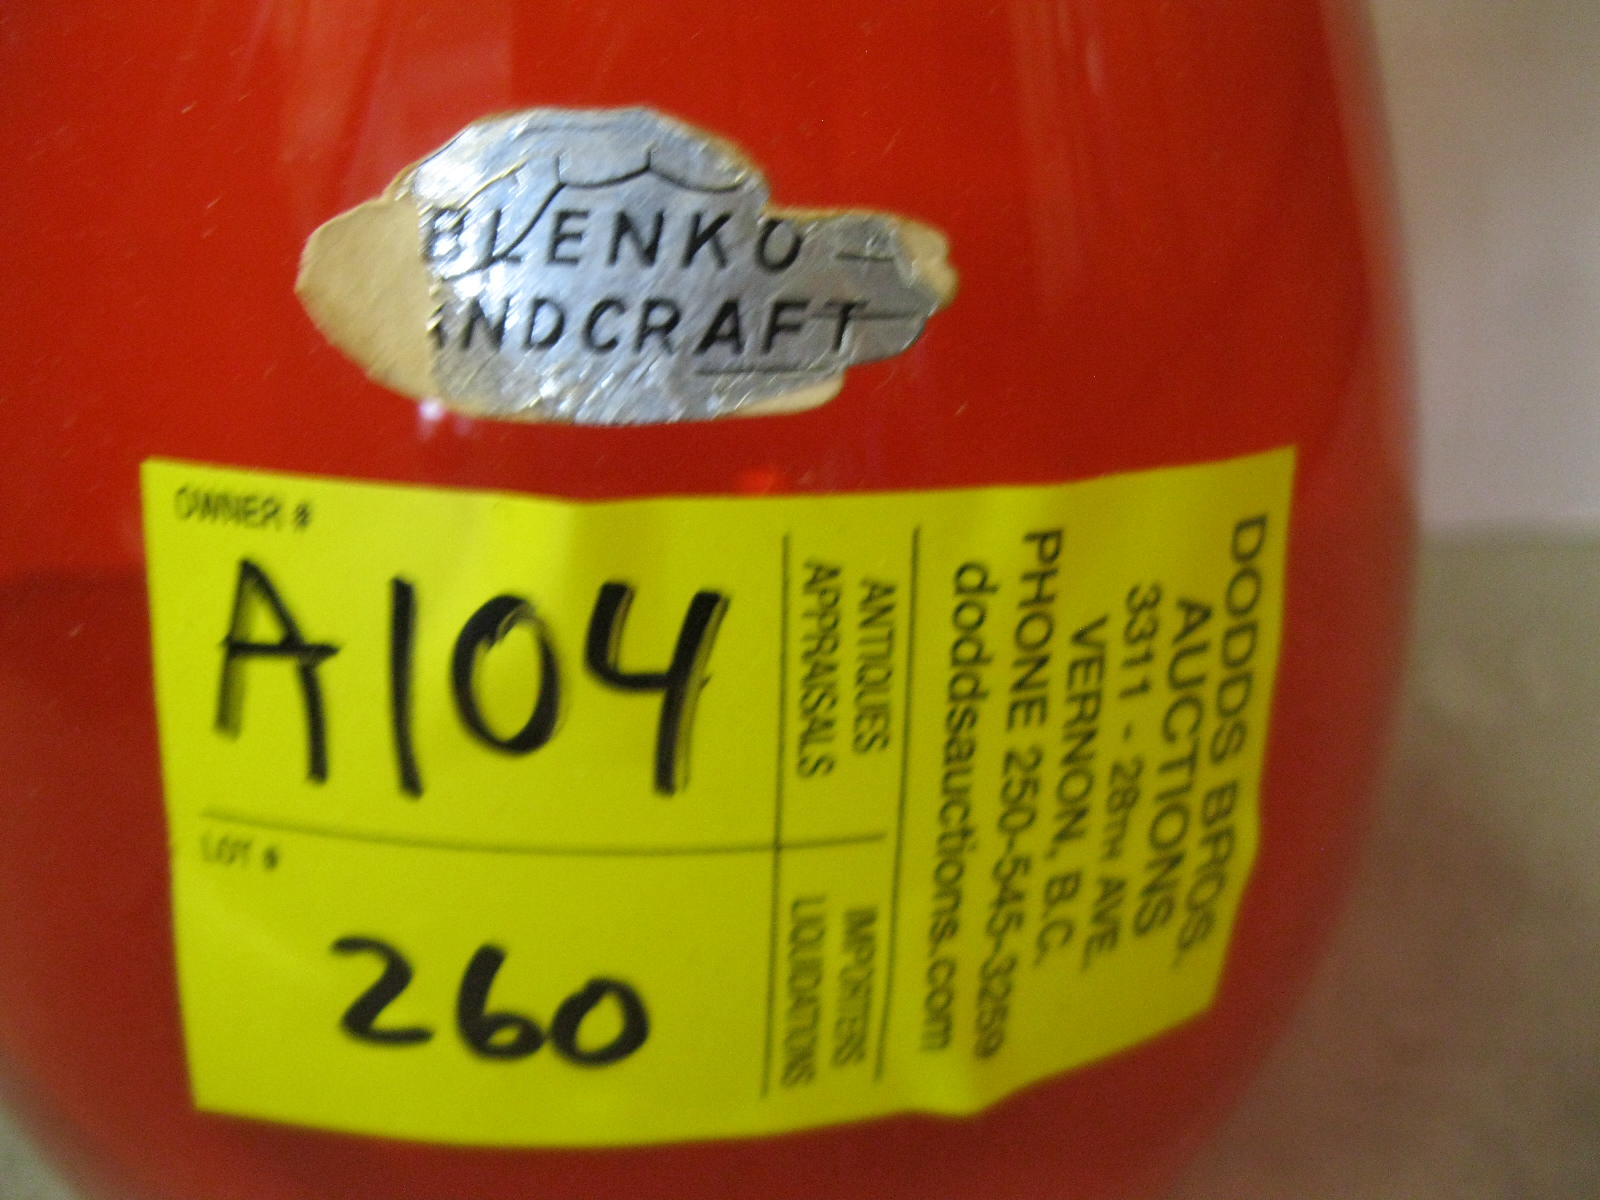 BLENKO
ANDCRAFT
OWNER #
A104
LOT #
260
ANTIQUES
APPRAISALS
IMPORTERS
LIQUIDATIONS
DODDS BROS.
AUCTIONS
3311 - 28TH AVE.
VERNON, B.C.
PHONE 250-545-3259
doddsauctions.com